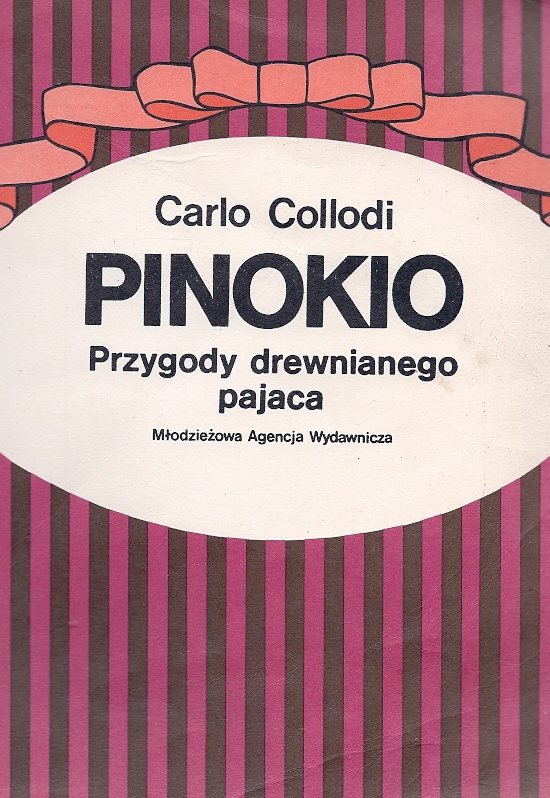 Carlo Collodi
PINOKIO
Przygody drewnianego
pajaca
Młodzieżowa Agencja Wydawnicza